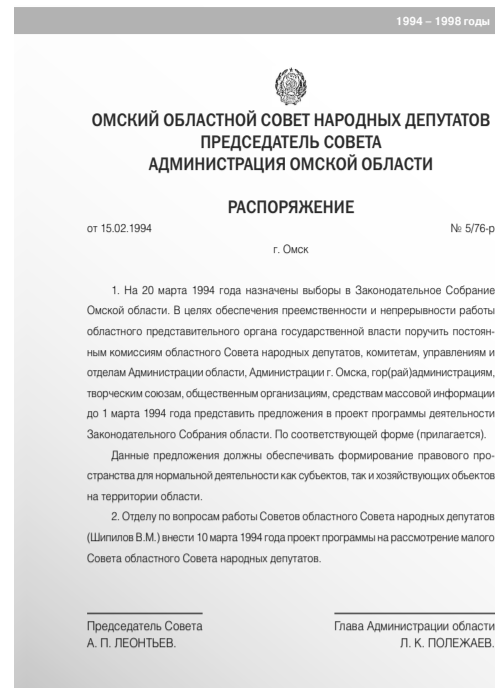 1994 – 1998 годы
ОМСКИЙ ОБЛАСТНОЙ СОВЕТ НАРОДНЫХ ДЕПУТАТОВ
ПРЕДСЕДАТЕЛЬ СОВЕТА
АДМИНИСТРАЦИЯ ОМСКОЙ ОБЛАСТИ
РАСПОРЯЖЕНИЕ
от 15.02.1994 № 5/76-р
г. Омск
1. На 20 марта 1994 года назначены выборы в Законодательное Собрание
Омской области. В целях обеспечения преемственности и непрерывности работы
областного представительного органа государственной власти поручить постоян-
ным комиссиям областного Совета народных депутатов, комитетам, управлениям и
отделам Администрации области, Администрации г. Омска, гор(рай)администрациям,
творческим союзам, общественным организациям, средствам массовой информации
до 1 марта 1994 года представить предложения в проект программы деятельности
Законодательного Собрания области. По соответствующей форме (прилагается).
Данные предложения должны обеспечивать формирование правового про-
странства для нормальной деятельности как субъектов, так и хозяйствующих объектов
на территории области.
2. Отделу по вопросам работы Советов областного Совета народных депутатов
(Шипилов В.М.) внести 10 марта 1994 года проект программы на рассмотрение малого
Совета областного Совета народных депутатов.
Председатель Совета
А. П. ЛЕОНТЬЕВ.
Глава Администрации области
Л. К. ПОЛЕЖАЕВ.